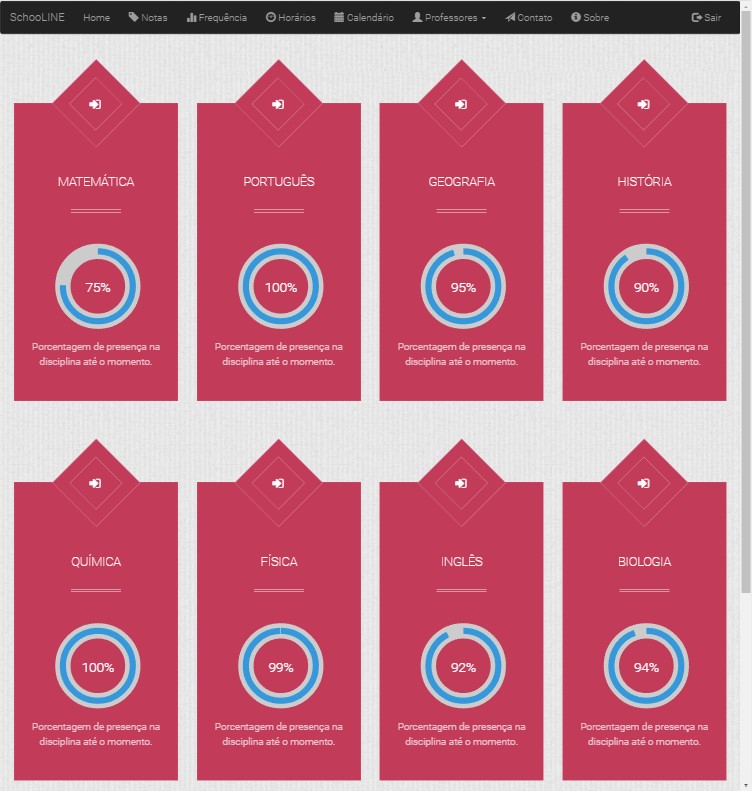 SchooLINE Home Notas Frequência Horários Calendário Professores Contato Sobre Sair
MATEMÁTICA PORTUGUÊS GEOGRAFIA HISTÓRIA
75% 100% 95% 90%
Porcentagem de presença na Porcentagem de presença na Porcentagem de presença na Porcentagem de presença na
disciplina até o momento. disciplina até o momento. disciplina até o momento. disciplina até o momento.
QUÍMICA FÍSICA INGLÊS BIOLOGIA
100% 99% 92% 94%
Porcentagem de presença na Porcentagem de presença na Porcentagem de presença na Porcentagem de presença na
disciplina até o momento. disciplina até o momento. disciplina até o momento. disciplina até o momento.